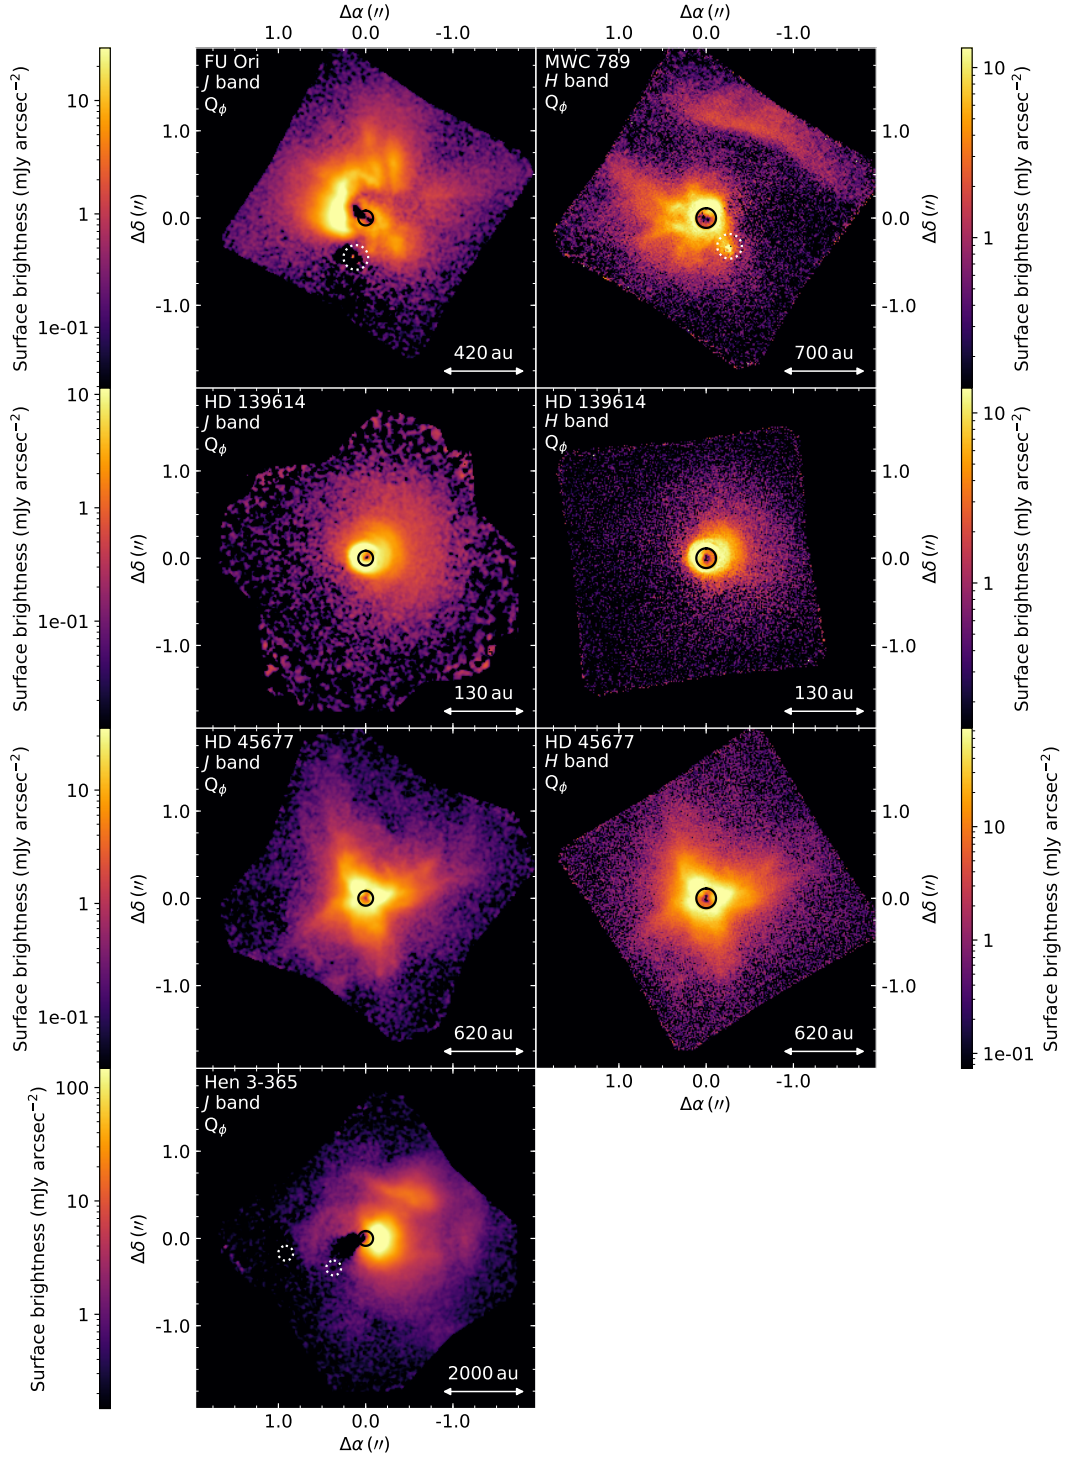 Δα (″)
Δα (″)
1.0 0.0 -1.0
1.0 0.0 -1.0
FU Ori
J band
Qϕ
420 au
MWC 789
H band
Qϕ
700 au
Surface brightness (mJy arcsec⁻²)
10
1
1e-01
Δδ (″)
1.0
0.0
-1.0
1.0
0.0
-1.0
Δδ (″)
10
1
Surface brightness (mJy arcsec⁻²)
HD 139614
J band
Qϕ
130 au
HD 139614
H band
Qϕ
130 au
Surface brightness (mJy arcsec⁻²)
10
1
1e-01
Δδ (″)
1.0
0.0
-1.0
1.0
0.0
-1.0
Δδ (″)
10
1
Surface brightness (mJy arcsec⁻²)
HD 45677
J band
Qϕ
620 au
HD 45677
H band
Qϕ
620 au
Surface brightness (mJy arcsec⁻²)
10
1
1e-01
Δδ (″)
1.0
0.0
-1.0
1.0
0.0
-1.0
Δδ (″)
10
1
1e-01
Surface brightness (mJy arcsec⁻²)
1.0 0.0 -1.0
Δα (″)
Hen 3-365
J band
Qϕ
2000 au
Surface brightness (mJy arcsec⁻²)
100
10
1
Δδ (″)
1.0
0.0
-1.0
1.0 0.0 -1.0
Δα (″)